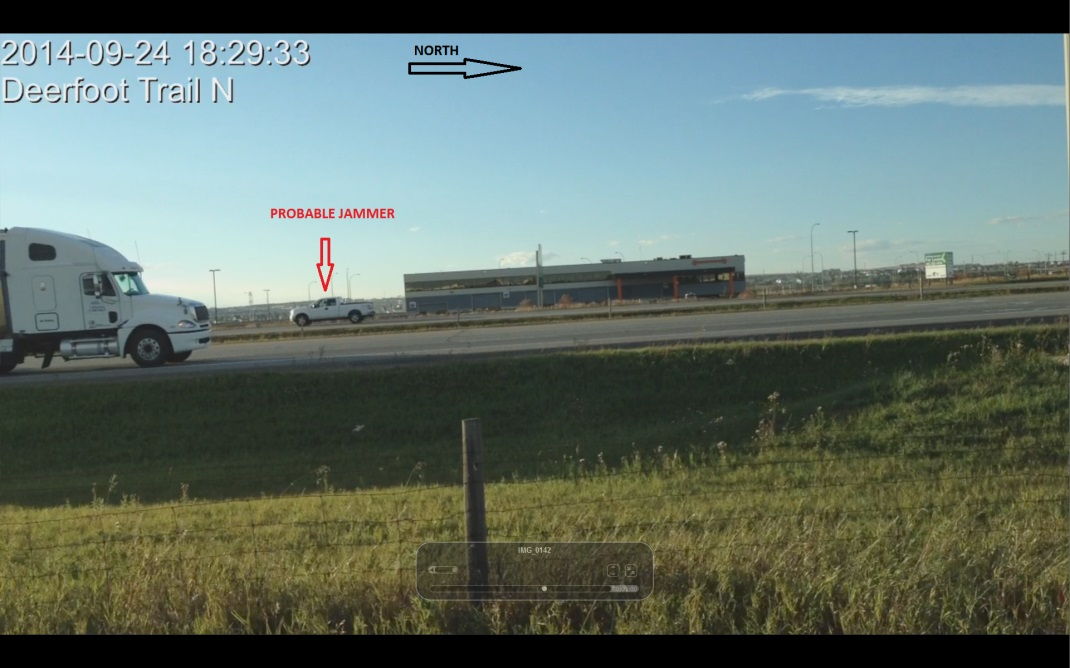 2014-09-24 18:29:33
Deerfoot Trail N
NORTH
PROBABLE JAMMER
IMG_0142